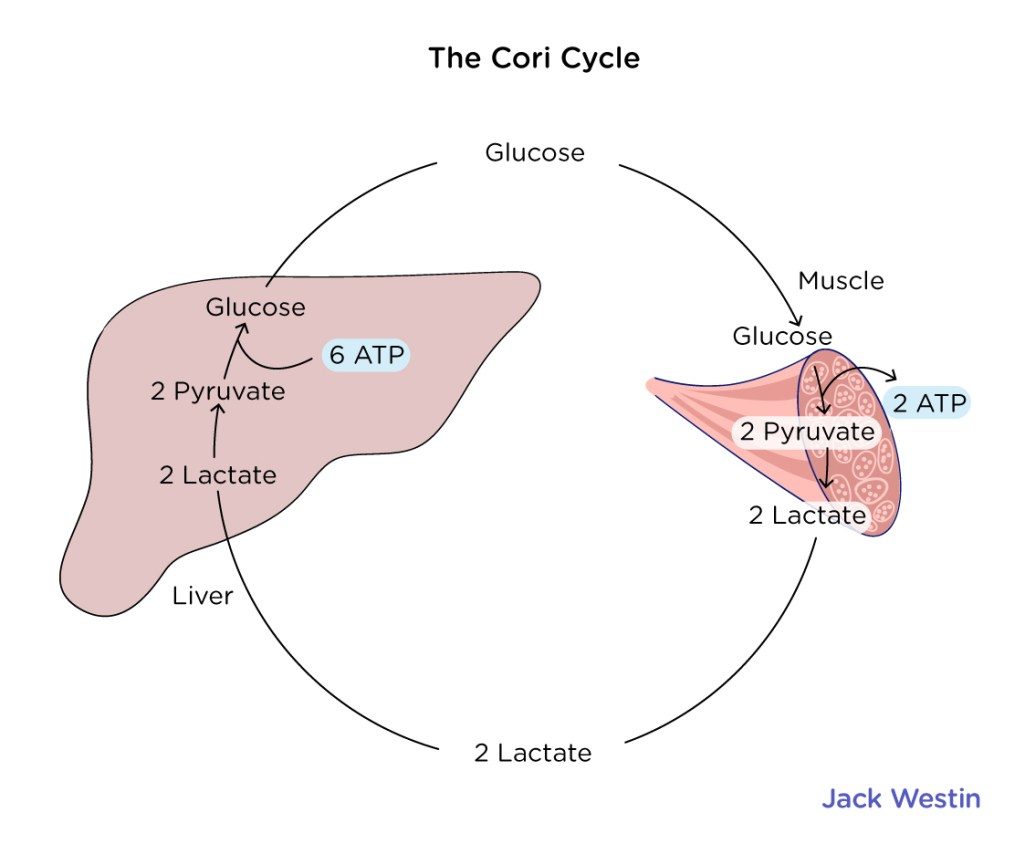 The Cori Cycle
Glucose
Muscle
Glucose
Glucose
6 ATP
2 Pyruvate
2 ATP
2 Pyruvate
2 Lactate
2 Lactate
Liver
2 Lactate
Jack Westin